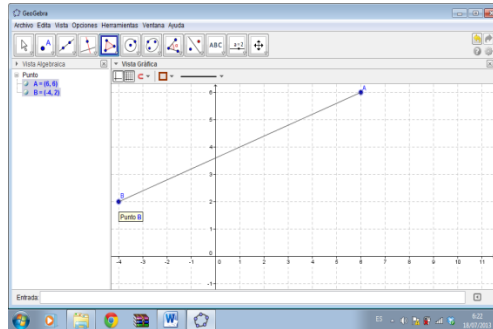 GeoGebra
Archivo Edita Vista Opciones Herramientas Ventana Ayuda
ABC
a=2
Vista Algebraica
Vista Gráfica
Punto
A = (6, 6)
B = (-4, 2)
A
B
Punto B
6
5
4
3
2
1
0
-1
-4 -3 -2 -1 0 1 2 3 4 5 6 7 8 9 10 11
Entrada:
ES
6:22
18/07/2013